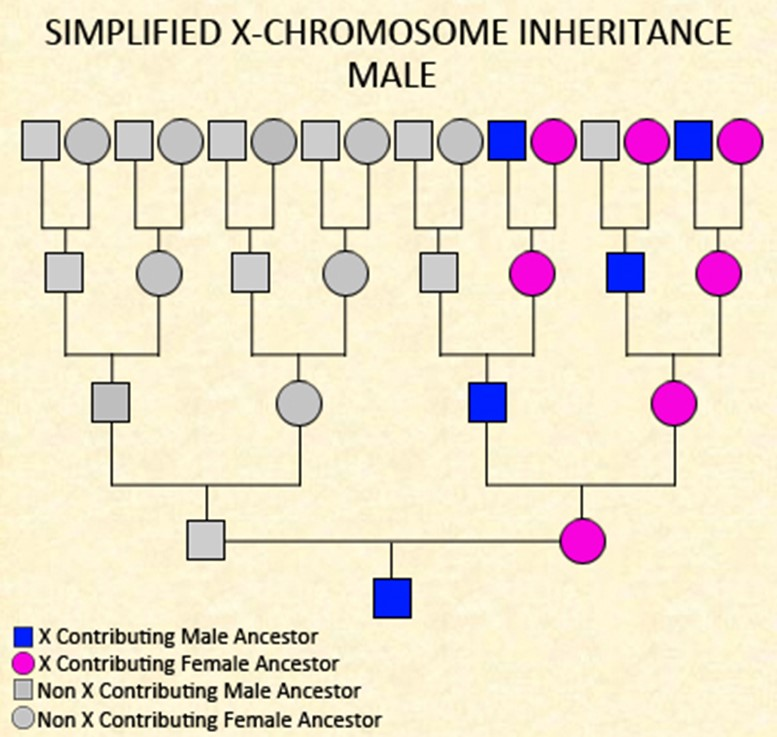 SIMPLIFIED X-CHROMOSOME INHERITANCE
MALE
X Contributing Male Ancestor
X Contributing Female Ancestor
Non X Contributing Male Ancestor
Non X Contributing Female Ancestor